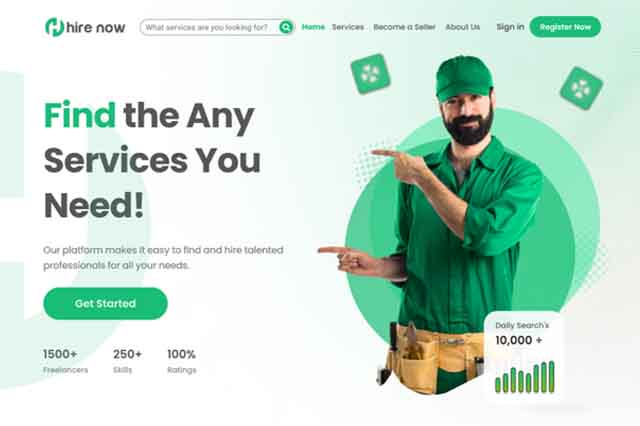 hire now
What services are you looking for?
Home Services Become a Seller About Us Sign in Register Now
Find the Any
Services You
Need!
Our platform makes it easy to find and hire talented
professionals for all your needs.
Get Started
1500+ 250+ 100%
Freelancers Skills Ratings
Daily Search's
10,000 +